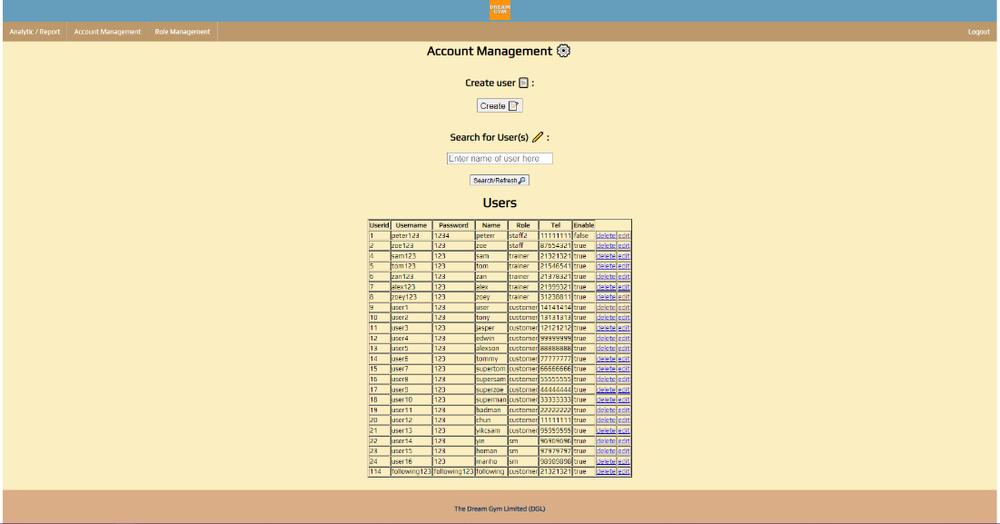 DREAM
GYM
Analytic / Report Account Management Role Management Logout
Account Management
Create user :
Create
Search for User(s) :
Enter name of user here
Search/Refresh
Users
UserId Username Password Name Role Tel Enable
1 peter123 1234 peterr staff2 11111111 false delete edit
2 zoe123 123 zoe staff 87654321 true delete edit
4 sam123 123 sam trainer 21321321 true delete edit
5 tom123 123 tom trainer 21546541 true delete edit
6 zan123 123 zan trainer 21378321 true delete edit
7 alex123 123 alex trainer 21999321 true delete edit
8 zoey123 123 zoey trainer 31238811 true delete edit
9 user1 123 user customer 14141414 true delete edit
10 user2 123 tony customer 13131313 true delete edit
11 user3 123 jasper customer 12121212 true delete edit
12 user4 123 edwin customer 99999999 true delete edit
13 user5 123 alexson customer 88888888 true delete edit
14 user6 123 tommy customer 77777777 true delete edit
15 user7 123 supertom customer 66666666 true delete edit
16 user8 123 supersam customer 55555555 true delete edit
17 user9 123 superzoe customer 44444444 true delete edit
18 user10 123 superman customer 33333333 true delete edit
19 user11 123 badman customer 22222222 true delete edit
20 user12 123 chun customer 11111111 true delete edit
21 user13 123 yikcsam customer 95959595 true delete edit
22 user14 123 yin sm 96969696 true delete edit
23 user15 123 homan sm 97979797 true delete edit
24 user16 123 manho sm 98989898 true delete edit
114 following123 following123 following customer 21321321 true delete edit
The Dream Gym Limited (DGL)